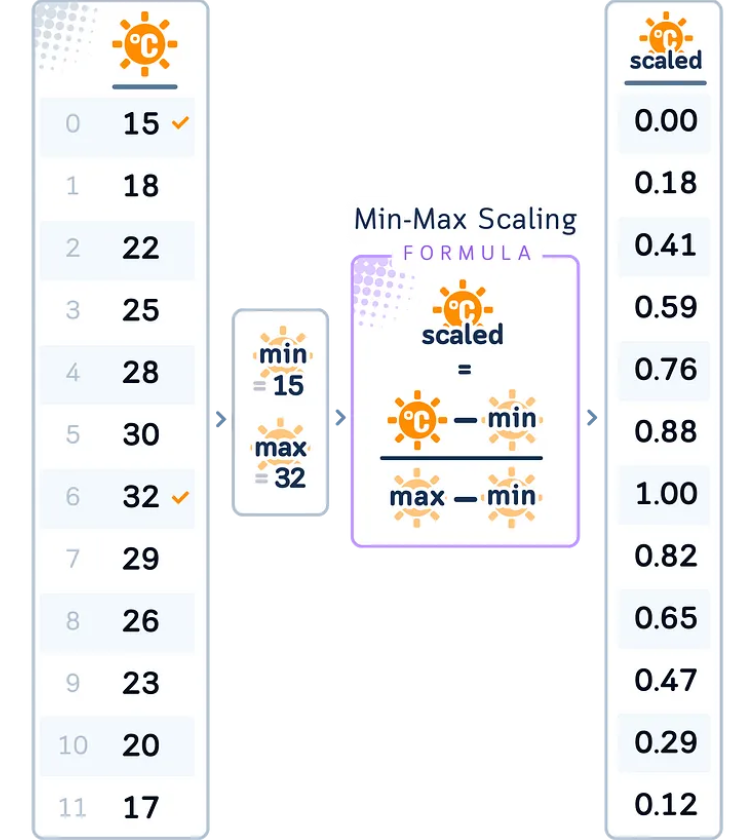 °C
0 15 ✓
1 18
2 22
3 25
4 28
5 30
6 32 ✓
7 29
8 26
9 23
10 20
11 17
min
= 15
max
= 32
Min-Max Scaling
FORMULA
°C
scaled
=
°C — min
max — min
°C
scaled
0.00
0.18
0.41
0.59
0.76
0.88
1.00
0.82
0.65
0.47
0.29
0.12